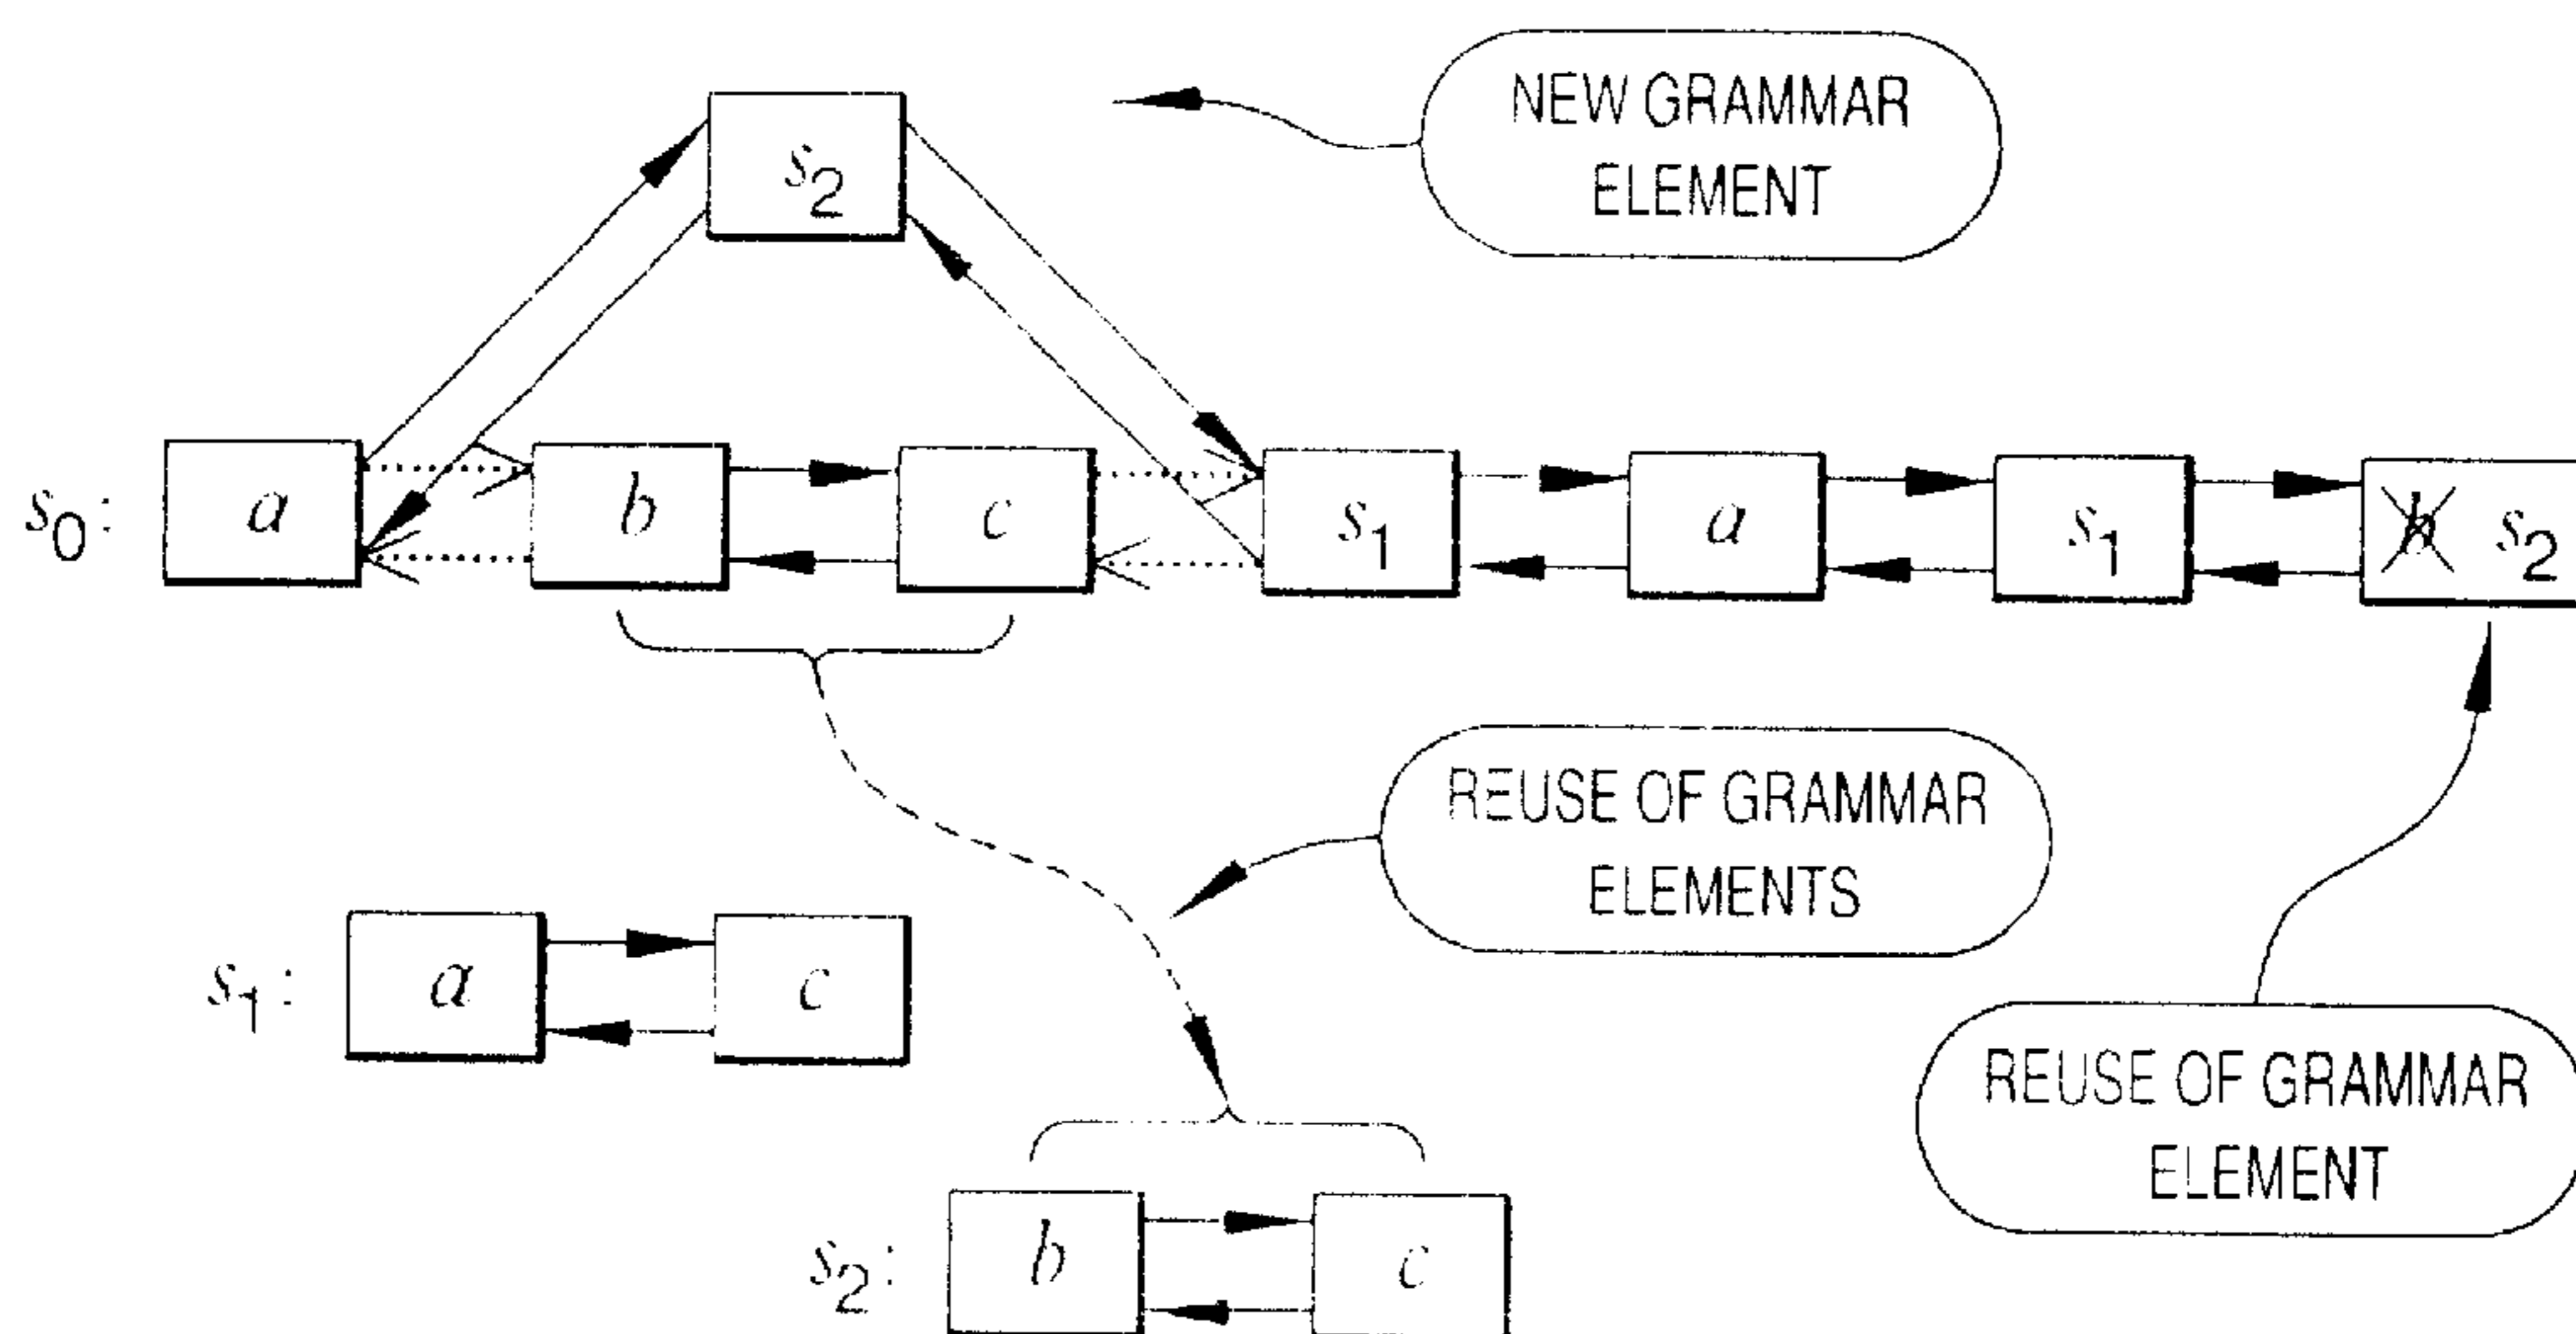 NEW GRAMMAR
ELEMENT
s2
s0: a b c s1 a s1 b s2
REUSE OF GRAMMAR
ELEMENTS
s1: a c
REUSE OF GRAMMAR
ELEMENT
s2: b c